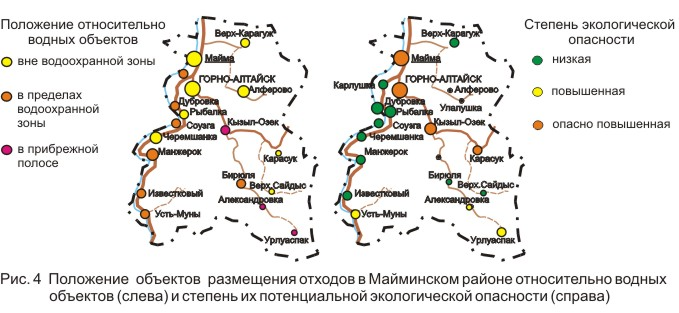 Положение относительно
водных объектов
вне водоохранной зоны
в пределах
водоохранной
зоны
в прибрежной
полосе
Верх-Карагуж
Майма
ГОРНО-АЛТАЙСК
Алферово
Дубровка
Рыбалка
Соузга
Кызыл-Озек
Черемшанка
Манжерок
Карасук
Бирюля
Верх.Сайдыс
Известковый
Александровка
Усть-Муны
Урлуаспак
Верх-Карагуж
Майма
Карлушка
ГОРНО-АЛТАЙСК
Алферово
Дубровка
Улалушка
Рыбалка
Соузга
Кызыл-Озек
Черемшанка
Манжерок
Карасук
Бирюля
Верх.Сайдыс
Известковый
Александровка
Усть-Муны
Урлуаспак
Степень экологической
опасности
низкая
повышенная
опасно повышенная
Рис. 4 Положение объектов размещения отходов в Майминском районе относительно водных
объектов (слева) и степень их потенциальной экологической опасности (справа)